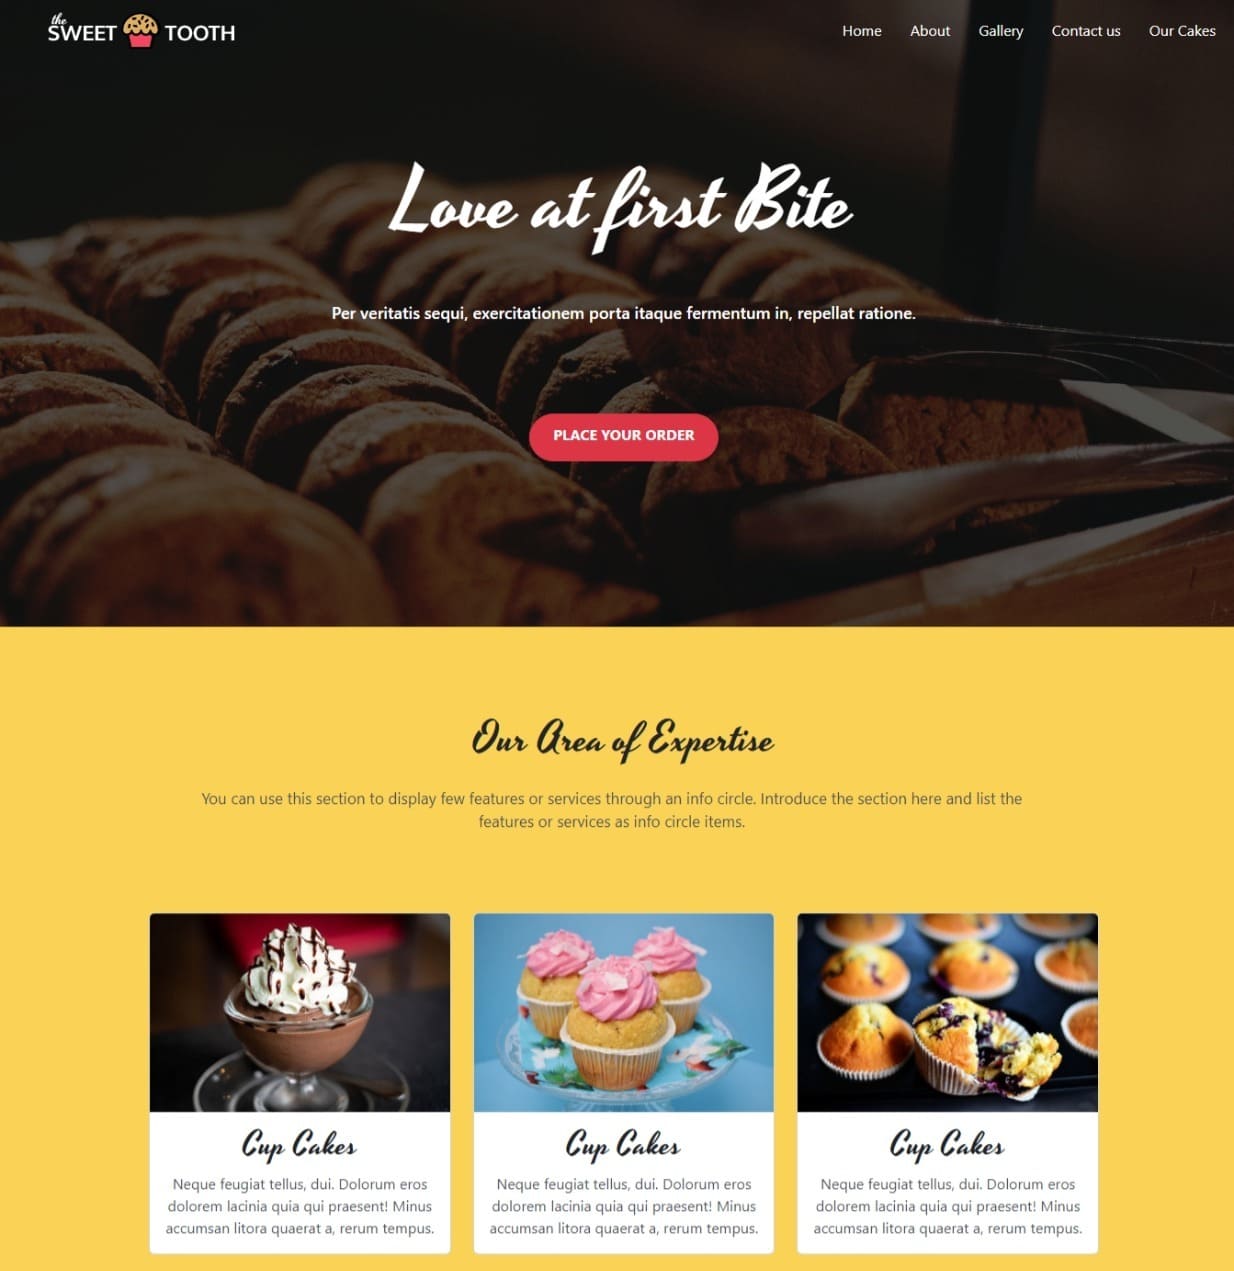 the
SWEET TOOTH
Home About Gallery Contact us Our Cakes
Love at first Bite
Per veritatis sequi, exercitationem porta itaque fermentum in, repellat ratione.
PLACE YOUR ORDER
Our Area of Expertise
You can use this section to display few features or services through an info circle. Introduce the section here and list the
features or services as info circle items.
Cup Cakes
Neque feugiat tellus, dui. Dolorum eros
dolorem lacinia quia qui praesent! Minus
accumsan litora quaerat a, rerum tempus.
Cup Cakes
Neque feugiat tellus, dui. Dolorum eros
dolorem lacinia quia qui praesent! Minus
accumsan litora quaerat a, rerum tempus.
Cup Cakes
Neque feugiat tellus, dui. Dolorum eros
dolorem lacinia quia qui praesent! Minus
accumsan litora quaerat a, rerum tempus.